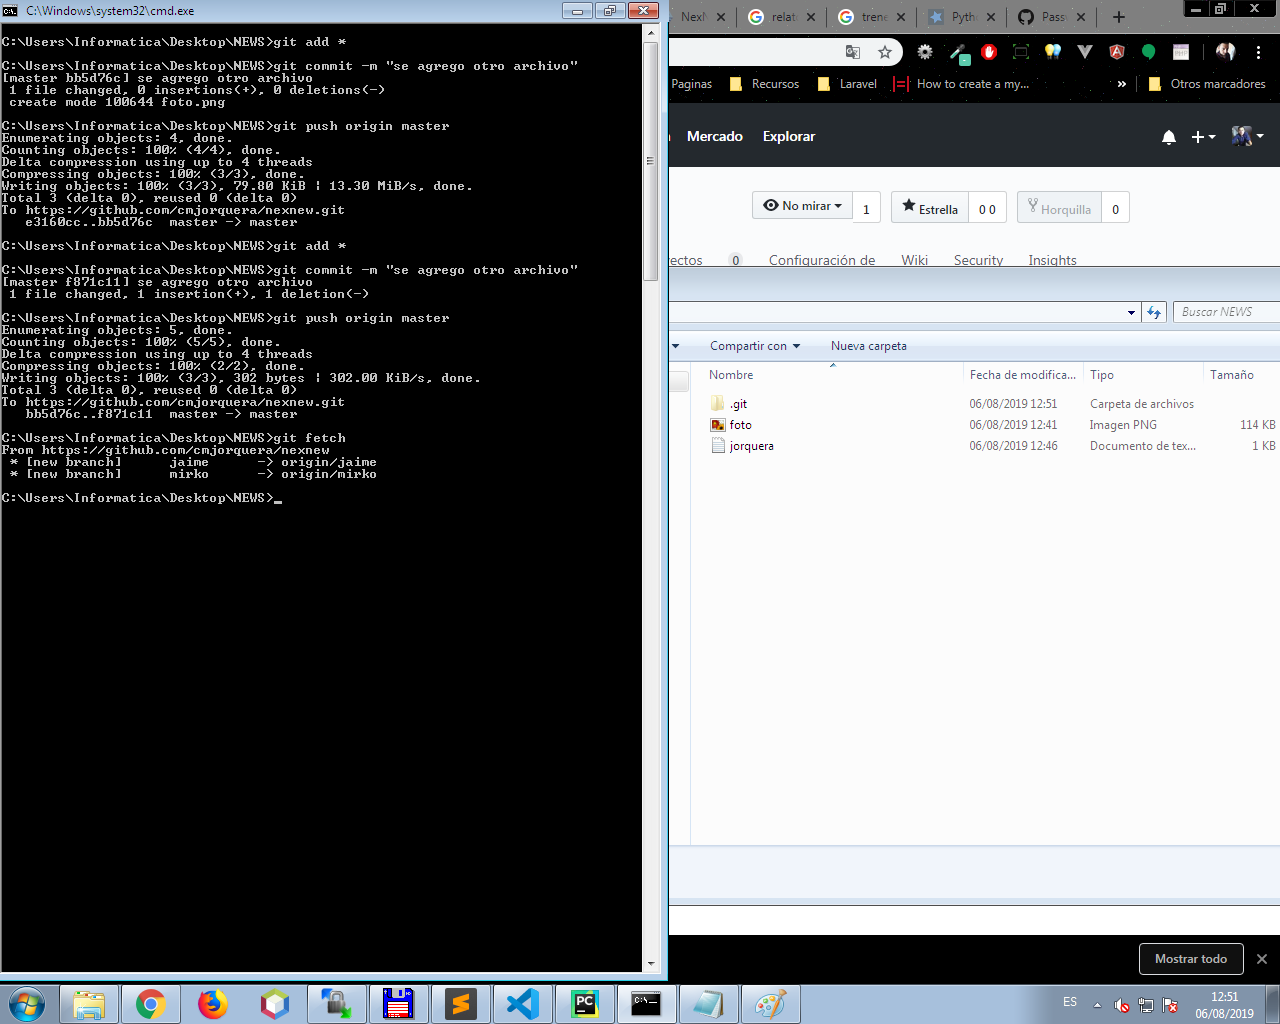 C:\Windows\system32\cmd.exe
C:\Users\Informatica\Desktop\NEWS>git add *
C:\Users\Informatica\Desktop\NEWS>git commit -m "se agrego otro archivo"
[master bb5d76c] se agrego otro archivo
1 file changed, 0 insertions(+), 0 deletions(-)
create mode 100644 foto.png
C:\Users\Informatica\Desktop\NEWS>git push origin master
Enumerating objects: 4, done.
Counting objects: 100% (4/4), done.
Delta compression using up to 4 threads
Compressing objects: 100% (3/3), done.
Writing objects: 100% (3/3), 79.80 KiB | 13.30 MiB/s, done.
Total 3 (delta 0), reused 0 (delta 0)
To https://github.com/cmjorquera/nexnew.git
e3160cc..bb5d76c  master -> master
C:\Users\Informatica\Desktop\NEWS>git add *
C:\Users\Informatica\Desktop\NEWS>git commit -m "se agrego otro archivo"
[master f871c11] se agrego otro archivo
1 file changed, 1 insertion(+), 1 deletion(-)
C:\Users\Informatica\Desktop\NEWS>git push origin master
Enumerating objects: 5, done.
Counting objects: 100% (5/5), done.
Delta compression using up to 4 threads
Compressing objects: 100% (2/2), done.
Writing objects: 100% (3/3), 302 bytes | 302.00 KiB/s, done.
Total 3 (delta 0), reused 0 (delta 0)
To https://github.com/cmjorquera/nexnew.git
bb5d76c..f871c11  master -> master
C:\Users\Informatica\Desktop\NEWS>git fetch
From https://github.com/cmjorquera/nexnew
* [new branch]      jaime      -> origin/jaime
* [new branch]      mirko      -> origin/mirko
C:\Users\Informatica\Desktop\NEWS>_
NexN relat trene Pyth Pass
Paginas Recursos Laravel How to create a my... » Otros marcadores
Mercado Explorar
No mirar 1 Estrella 0 0 Horquilla 0
ectos 0 Configuración de Wiki Security Insights
Buscar NEWS
Compartir con Nueva carpeta
Nombre Fecha de modifica... Tipo Tamaño
.git 06/08/2019 12:51 Carpeta de archivos
foto 06/08/2019 12:41 Imagen PNG 114 KB
jorquera 06/08/2019 12:46 Documento de tex... 1 KB
Mostrar todo
PC
C:\_
ES
12:51
06/08/2019